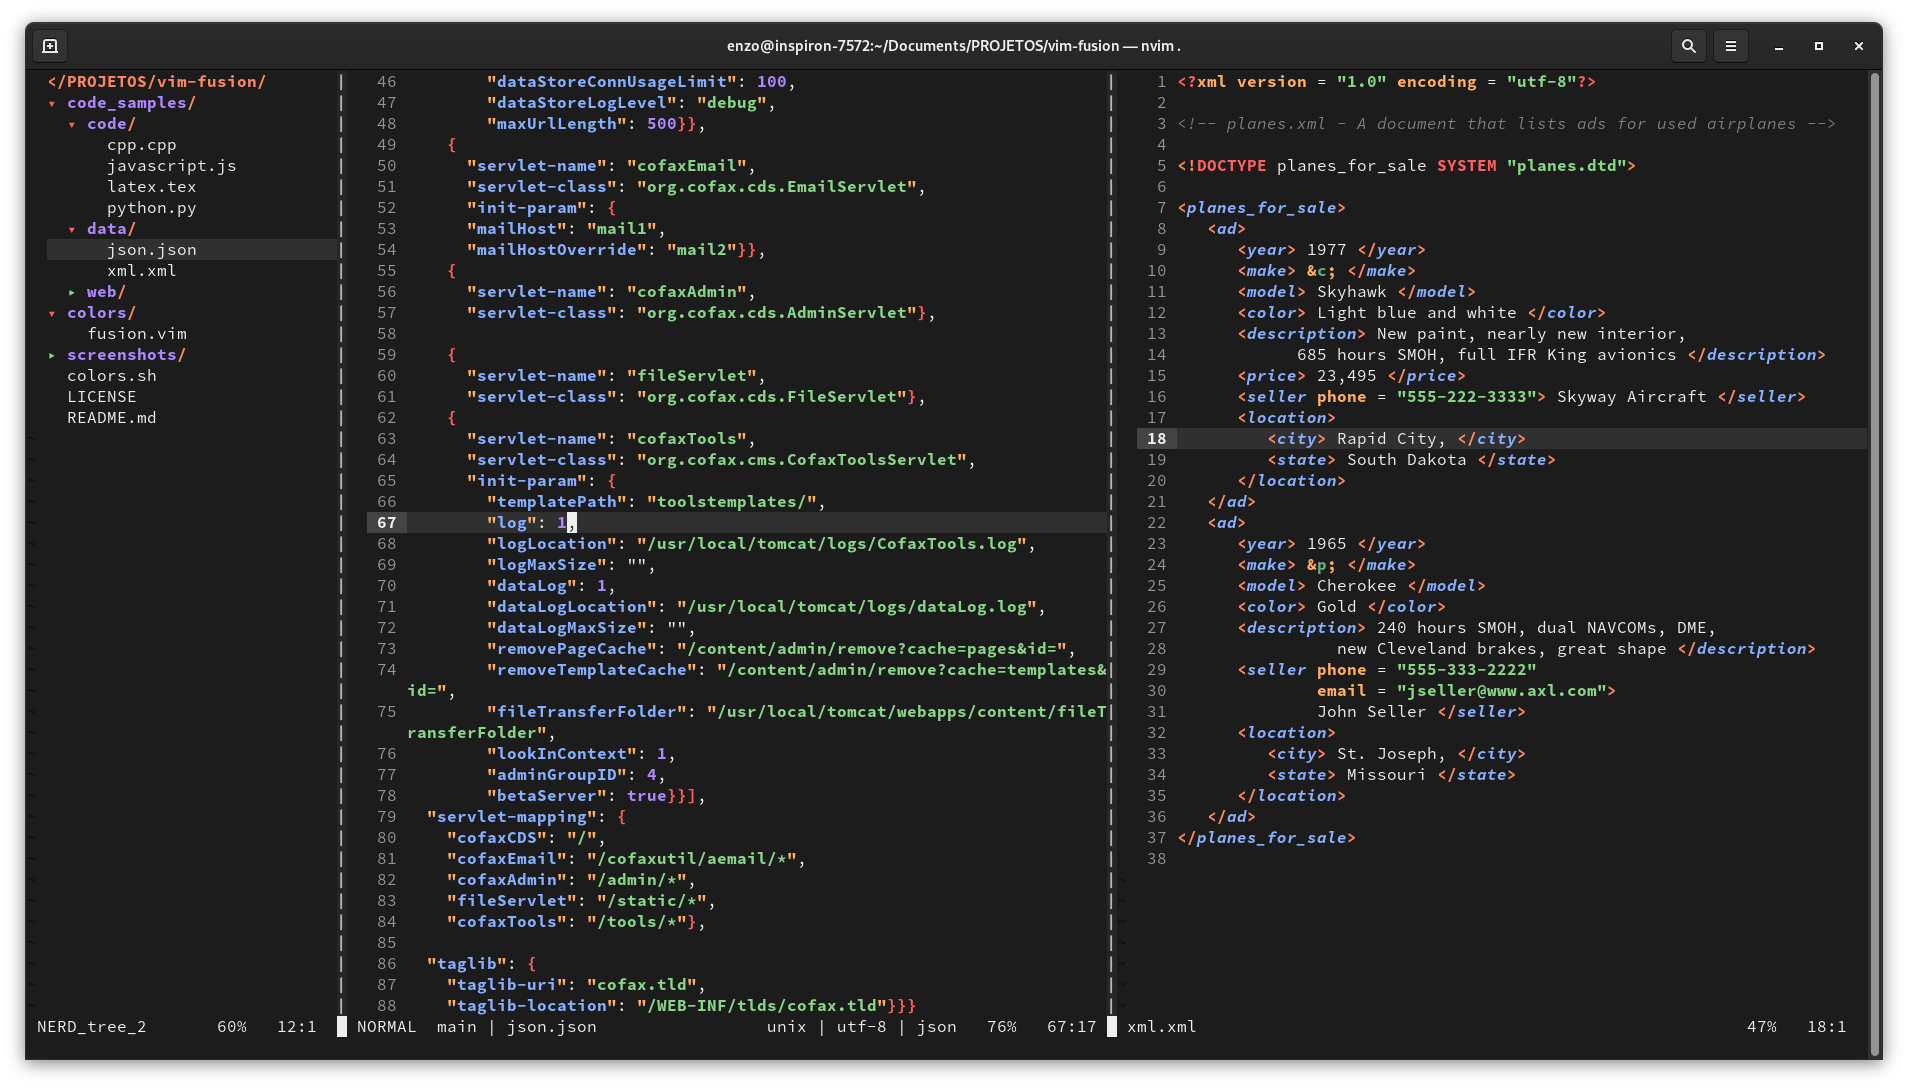 enzo@inspiron-7572:~/Documents/PROJETOS/vim-fusion — nvim .
</PROJETOS/vim-fusion/
▾ code_samples/
▾ code/
cpp.cpp
javascript.js
latex.tex
python.py
▾ data/
json.json
xml.xml
▸ web/
▾ colors/
fusion.vim
▸ screenshots/
colors.sh
LICENSE
README.md
46 "dataStoreConnUsageLimit": 100,
47 "dataStoreLogLevel": "debug",
48 "maxUrlLength": 500}},
49 {
50 "servlet-name": "cofaxEmail",
51 "servlet-class": "org.cofax.cds.EmailServlet",
52 "init-param": {
53 "mailHost": "mail1",
54 "mailHostOverride": "mail2"}},
55 {
56 "servlet-name": "cofaxAdmin",
57 "servlet-class": "org.cofax.cds.AdminServlet"},
58
59 {
60 "servlet-name": "fileServlet",
61 "servlet-class": "org.cofax.cds.FileServlet"},
62 {
63 "servlet-name": "cofaxTools",
64 "servlet-class": "org.cofax.cms.CofaxToolsServlet",
65 "init-param": {
66 "templatePath": "toolstemplates/",
67 "log": 1,
68 "logLocation": "/usr/local/tomcat/logs/CofaxTools.log",
69 "logMaxSize": "",
70 "dataLog": 1,
71 "dataLogLocation": "/usr/local/tomcat/logs/dataLog.log",
72 "dataLogMaxSize": "",
73 "removePageCache": "/content/admin/remove?cache=pages&id=",
74 "removeTemplateCache": "/content/admin/remove?cache=templates&
id=",
75 "fileTransferFolder": "/usr/local/tomcat/webapps/content/fileT
ransferFolder",
76 "lookInContext": 1,
77 "adminGroupID": 4,
78 "betaServer": true}}],
79 "servlet-mapping": {
80 "cofaxCDS": "/",
81 "cofaxEmail": "/cofaxutil/aemail/*",
82 "cofaxAdmin": "/admin/*",
83 "fileServlet": "/static/*",
84 "cofaxTools": "/tools/*"},
85
86 "taglib": {
87 "taglib-uri": "cofax.tld",
88 "taglib-location": "/WEB-INF/tlds/cofax.tld"}}}
1 <?xml version = "1.0" encoding = "utf-8"?>
2
3 <!-- planes.xml - A document that lists ads for used airplanes -->
4
5 <!DOCTYPE planes_for_sale SYSTEM "planes.dtd">
6
7 <planes_for_sale>
8 <ad>
9 <year> 1977 </year>
10 <make> &c; </make>
11 <model> Skyhawk </model>
12 <color> Light blue and white </color>
13 <description> New paint, nearly new interior,
14 685 hours SMOH, full IFR King avionics </description>
15 <price> 23,495 </price>
16 <seller phone = "555-222-3333"> Skyway Aircraft </seller>
17 <location>
18 <city> Rapid City, </city>
19 <state> South Dakota </state>
20 </location>
21 </ad>
22 <ad>
23 <year> 1965 </year>
24 <make> &p; </make>
25 <model> Cherokee </model>
26 <color> Gold </color>
27 <description> 240 hours SMOH, dual NAVCOMs, DME,
28 new Cleveland brakes, great shape </description>
29 <seller phone = "555-333-2222"
30 email = "jseller@www.axl.com">
31 John Seller </seller>
32 <location>
33 <city> St. Joseph, </city>
34 <state> Missouri </state>
35 </location>
36 </ad>
37 </planes_for_sale>
38
NERD_tree_2 60% 12:1 NORMAL main | json.json unix | utf-8 | json 76% 67:17 xml.xml 47% 18:1